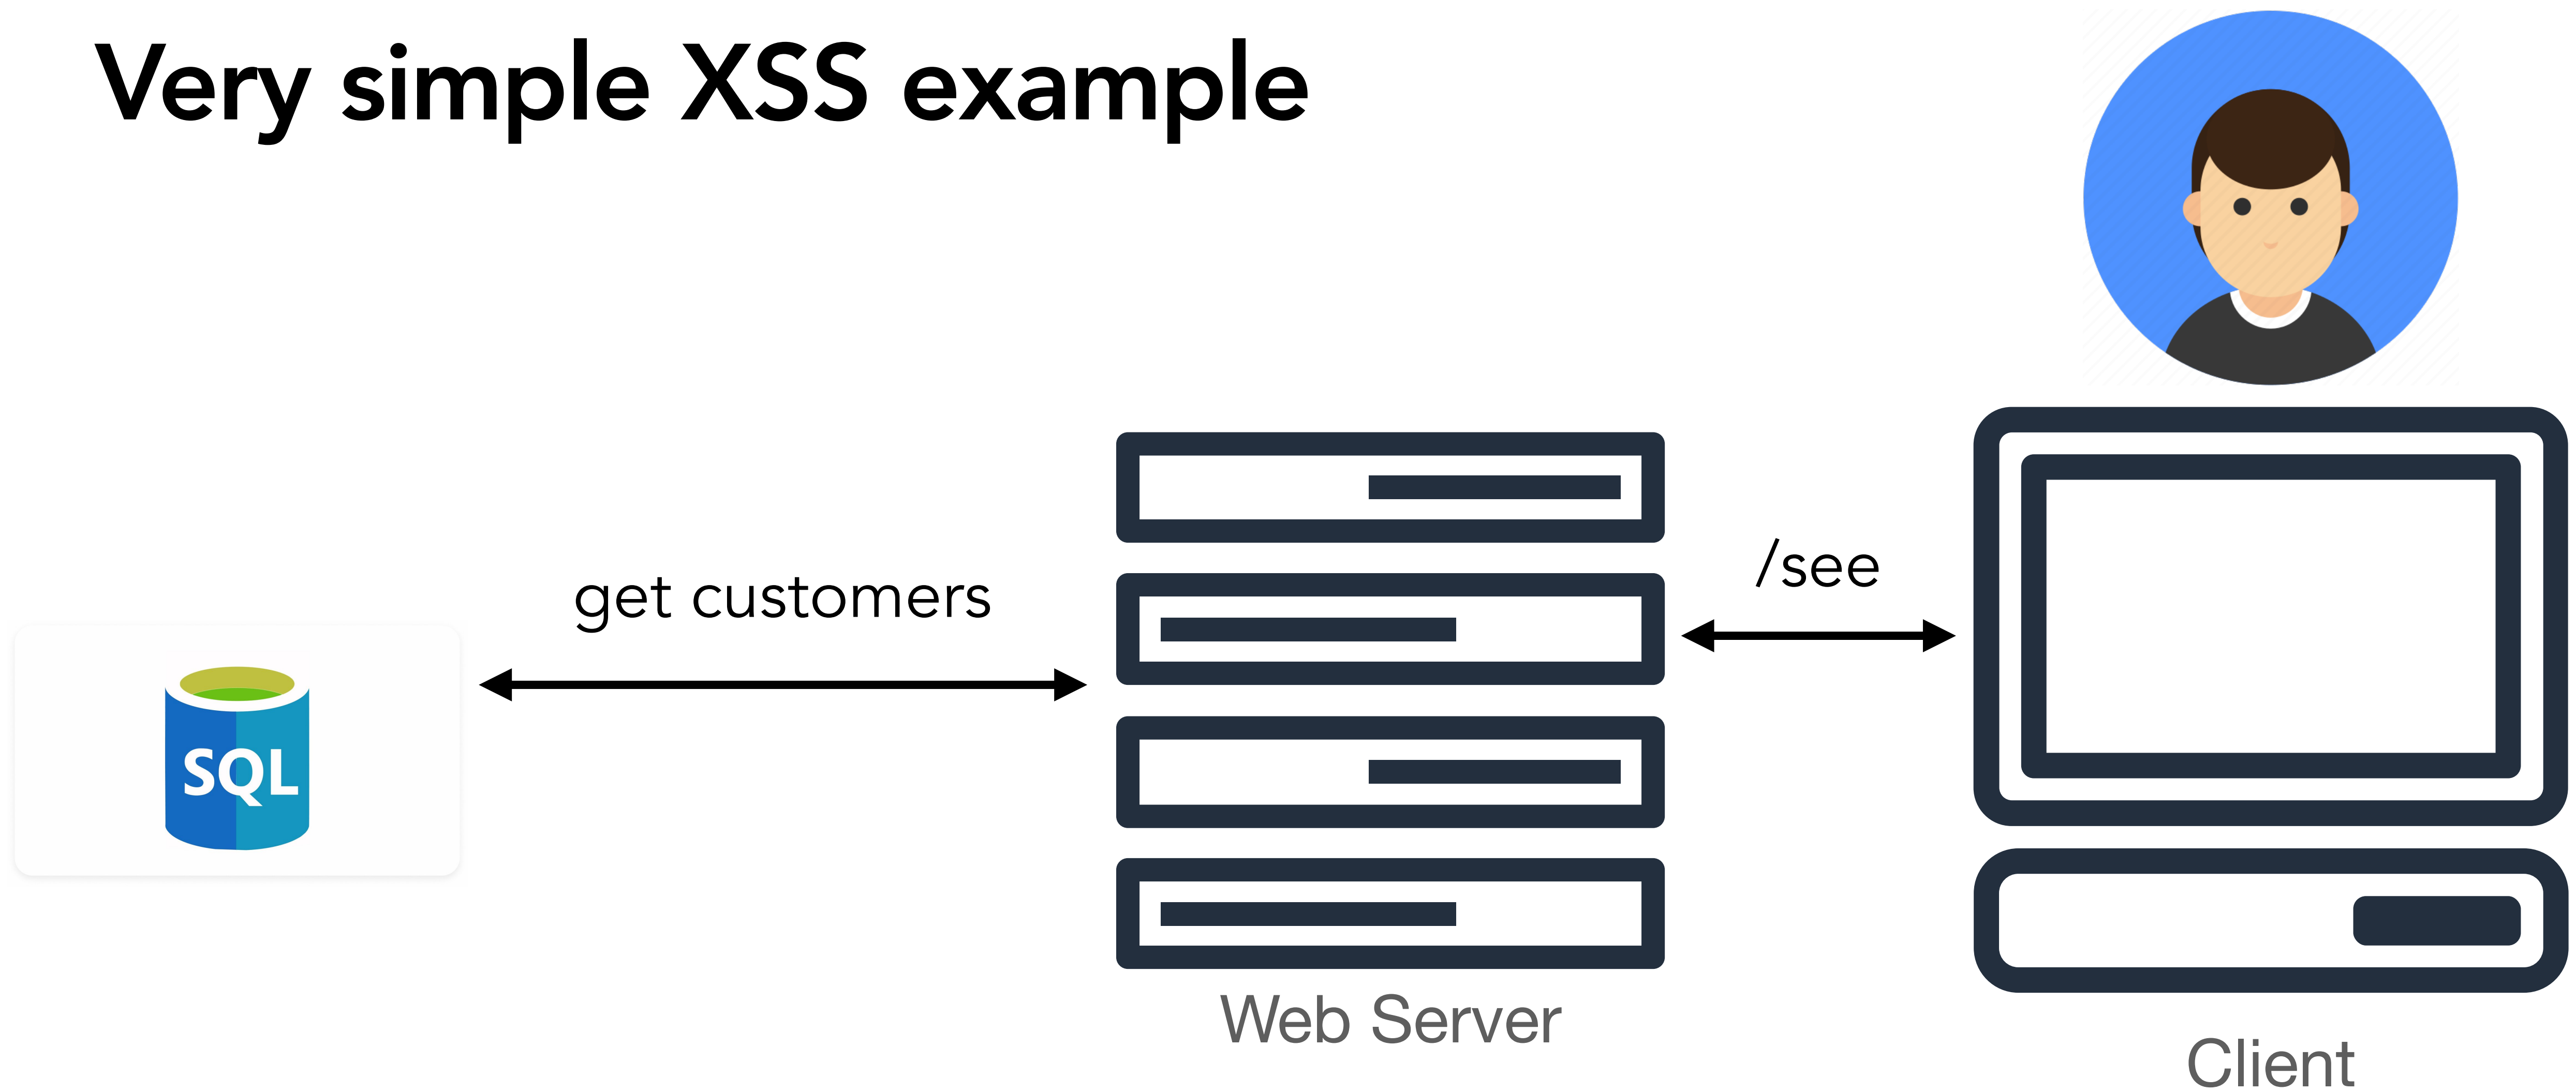 Very simple XSS example
/see
get customers
SQL
Web Server
Client